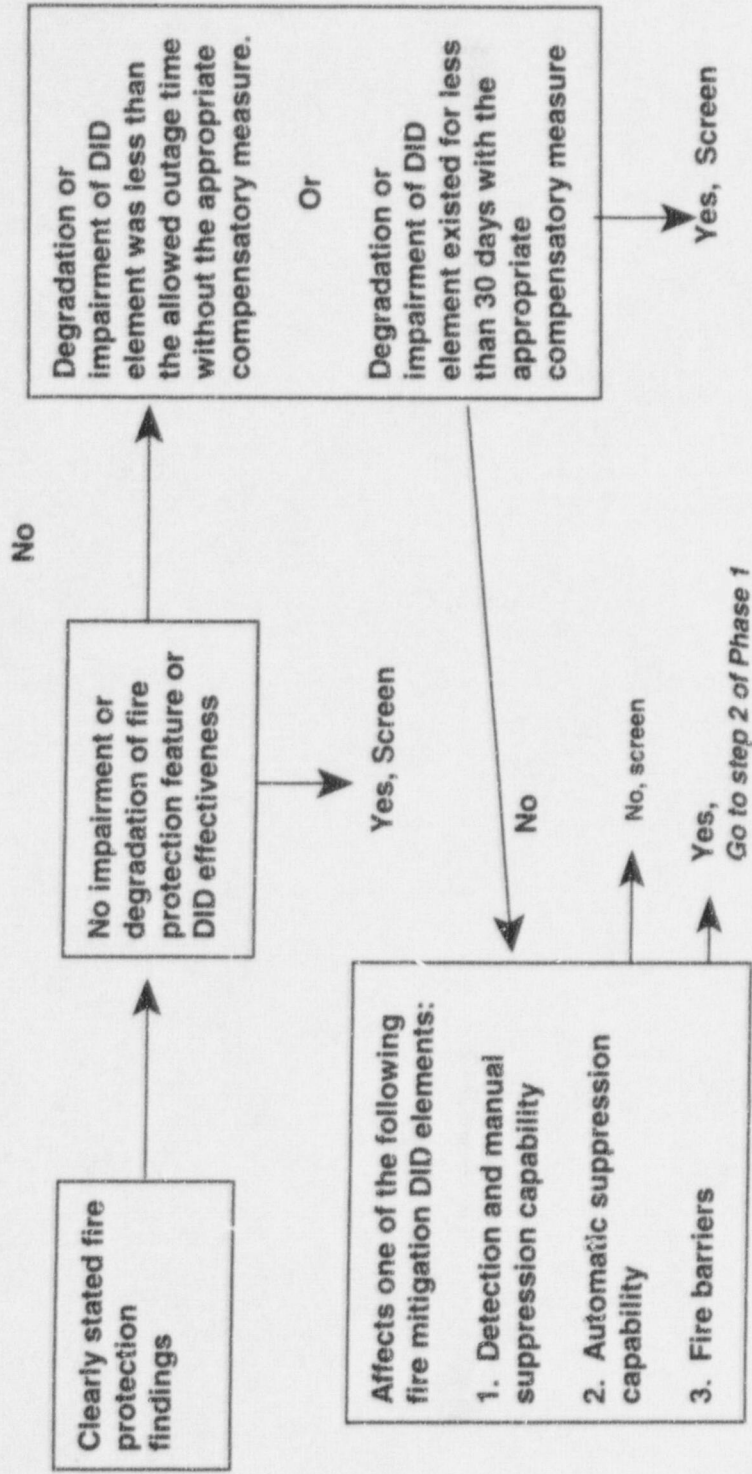 Clearly stated fire
protection
findings
No impairment or
degradation of fire
protection feature or
DID effectiveness
Yes, Screen
No
Degradation or
impairment of DID
element was less than
the allowed outage time
without the appropriate
compensatory measure.
Or
Degradation or
impairment of DID
element existed for less
than 30 days with the
appropriate
compensatory measure
Yes, Screen
No
Affects one of the following
fire mitigation DID elements:
1. Detection and manual
suppression capability
2. Automatic suppression
capability
3. Fire barriers
No, screen
Yes,
Go to step 2 of Phase 1